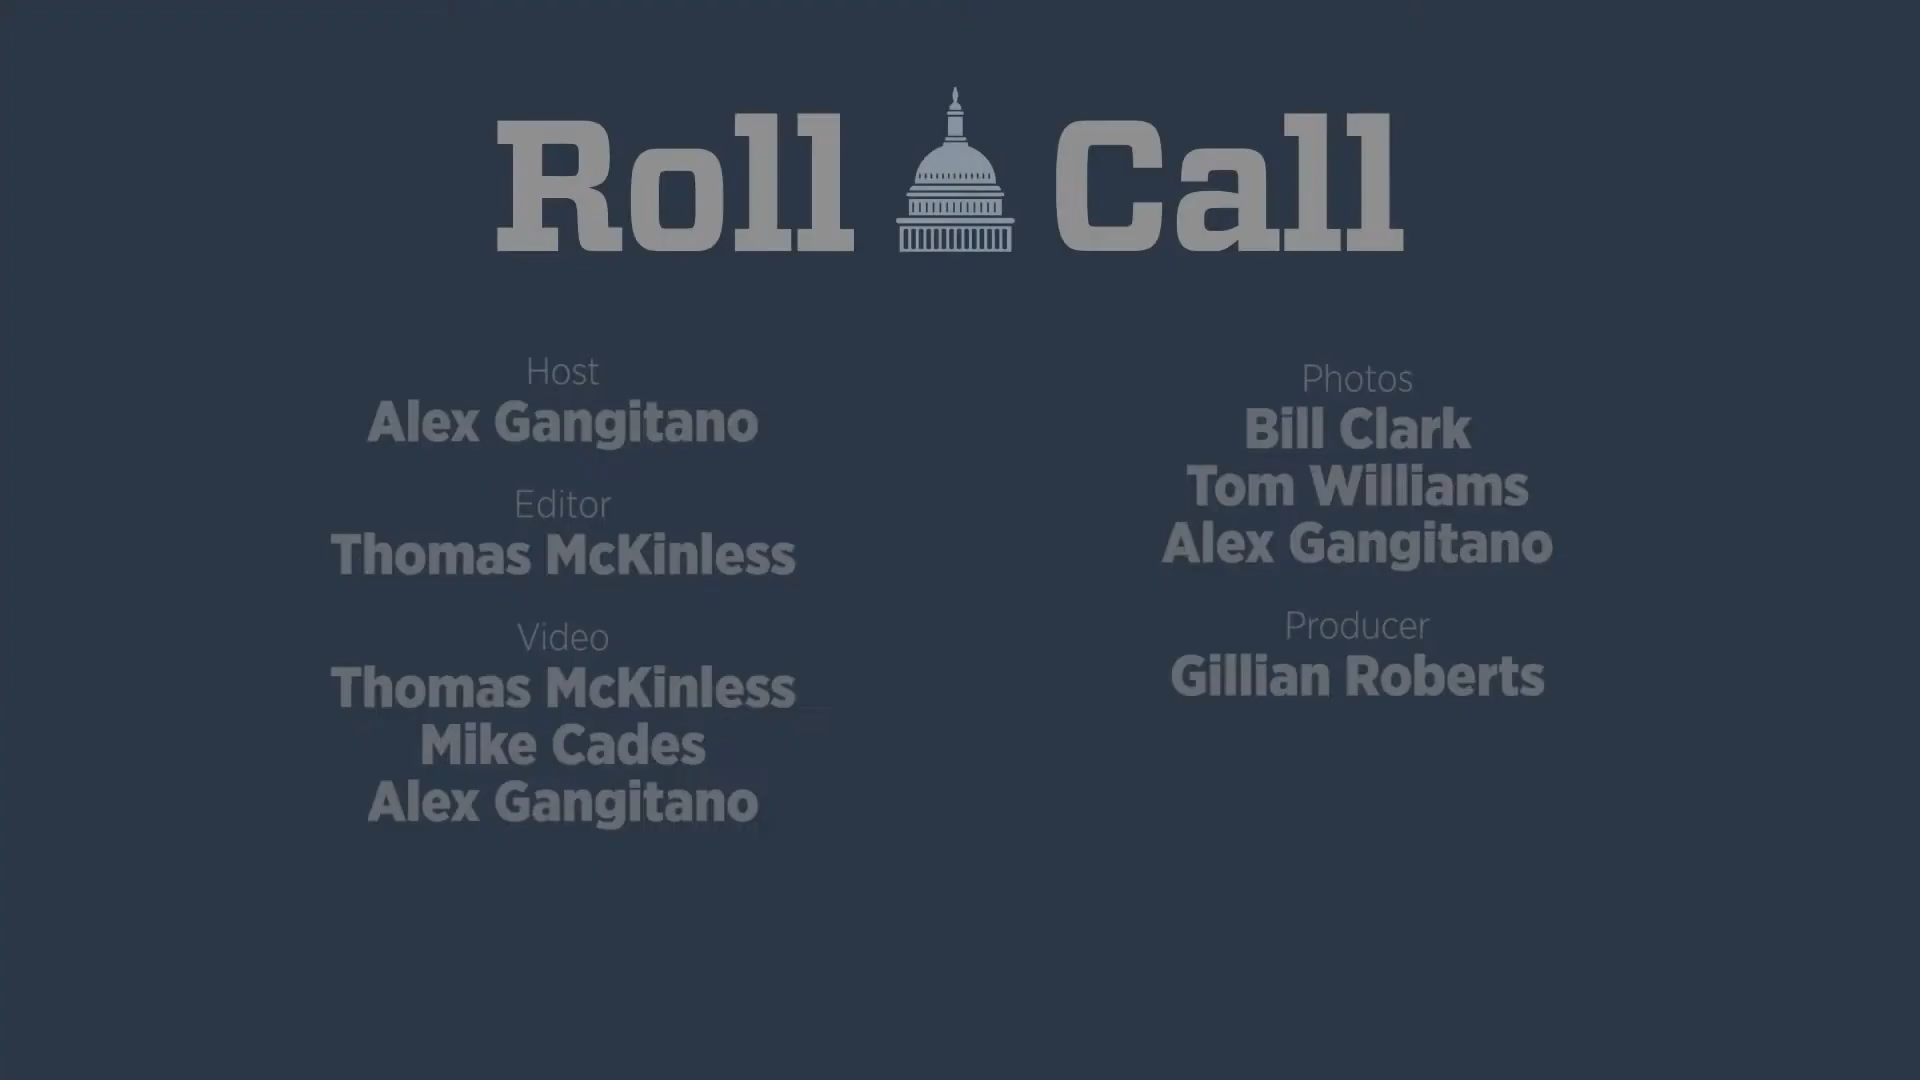 Roll Call
Host
Alex Gangitano
Editor
Thomas McKinless
Video
Thomas McKinless
Mike Cades
Alex Gangitano
Photos
Bill Clark
Tom Williams
Alex Gangitano
Producer
Gillian Roberts